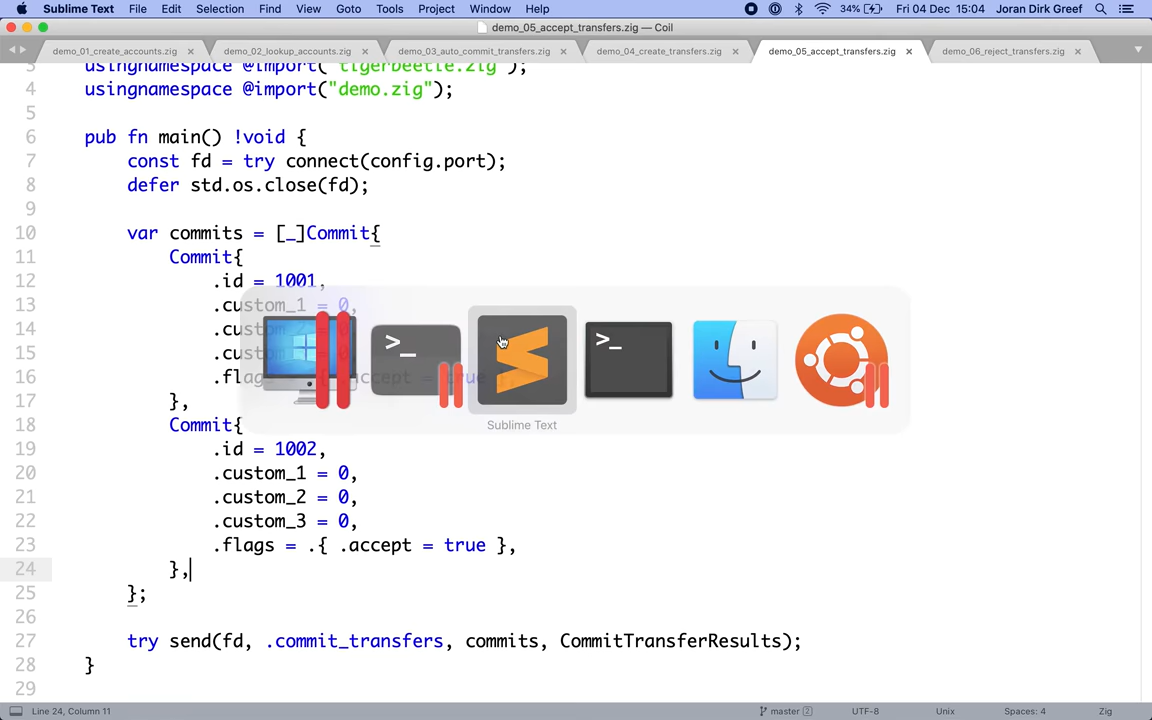 Sublime Text File Edit Selection Find View Goto Tools Project Window Help 34% Fri 04 Dec 15:04 Joran Dirk Greef
demo_05_accept_transfers.zig — Coil
demo_01_create_accounts.zig demo_02_lookup_accounts.zig demo_03_auto_commit_transfers.zig demo_04_create_transfers.zig demo_05_accept_transfers.zig demo_06_reject_transfers.zig
3 usingnamespace @import("tigerbeetle.zig");
4 usingnamespace @import("demo.zig");
5
6 pub fn main() !void {
7 const fd = try connect(config.port);
8 defer std.os.close(fd);
9
10 var commits = [_]Commit{
11 Commit{
12 .id = 1001,
13 .custom_1 = 0,
14
15
16 .flags = .{ .accept = true },
17 },
18 Commit{
19 .id = 1002,
20 .custom_1 = 0,
21 .custom_2 = 0,
22 .custom_3 = 0,
23 .flags = .{ .accept = true },
24 },
25 };
26
27 try send(fd, .commit_transfers, commits, CommitTransferResults);
28 }
29
Sublime Text
Line 24, Column 11 master 2 UTF-8 Unix Spaces: 4 Zig